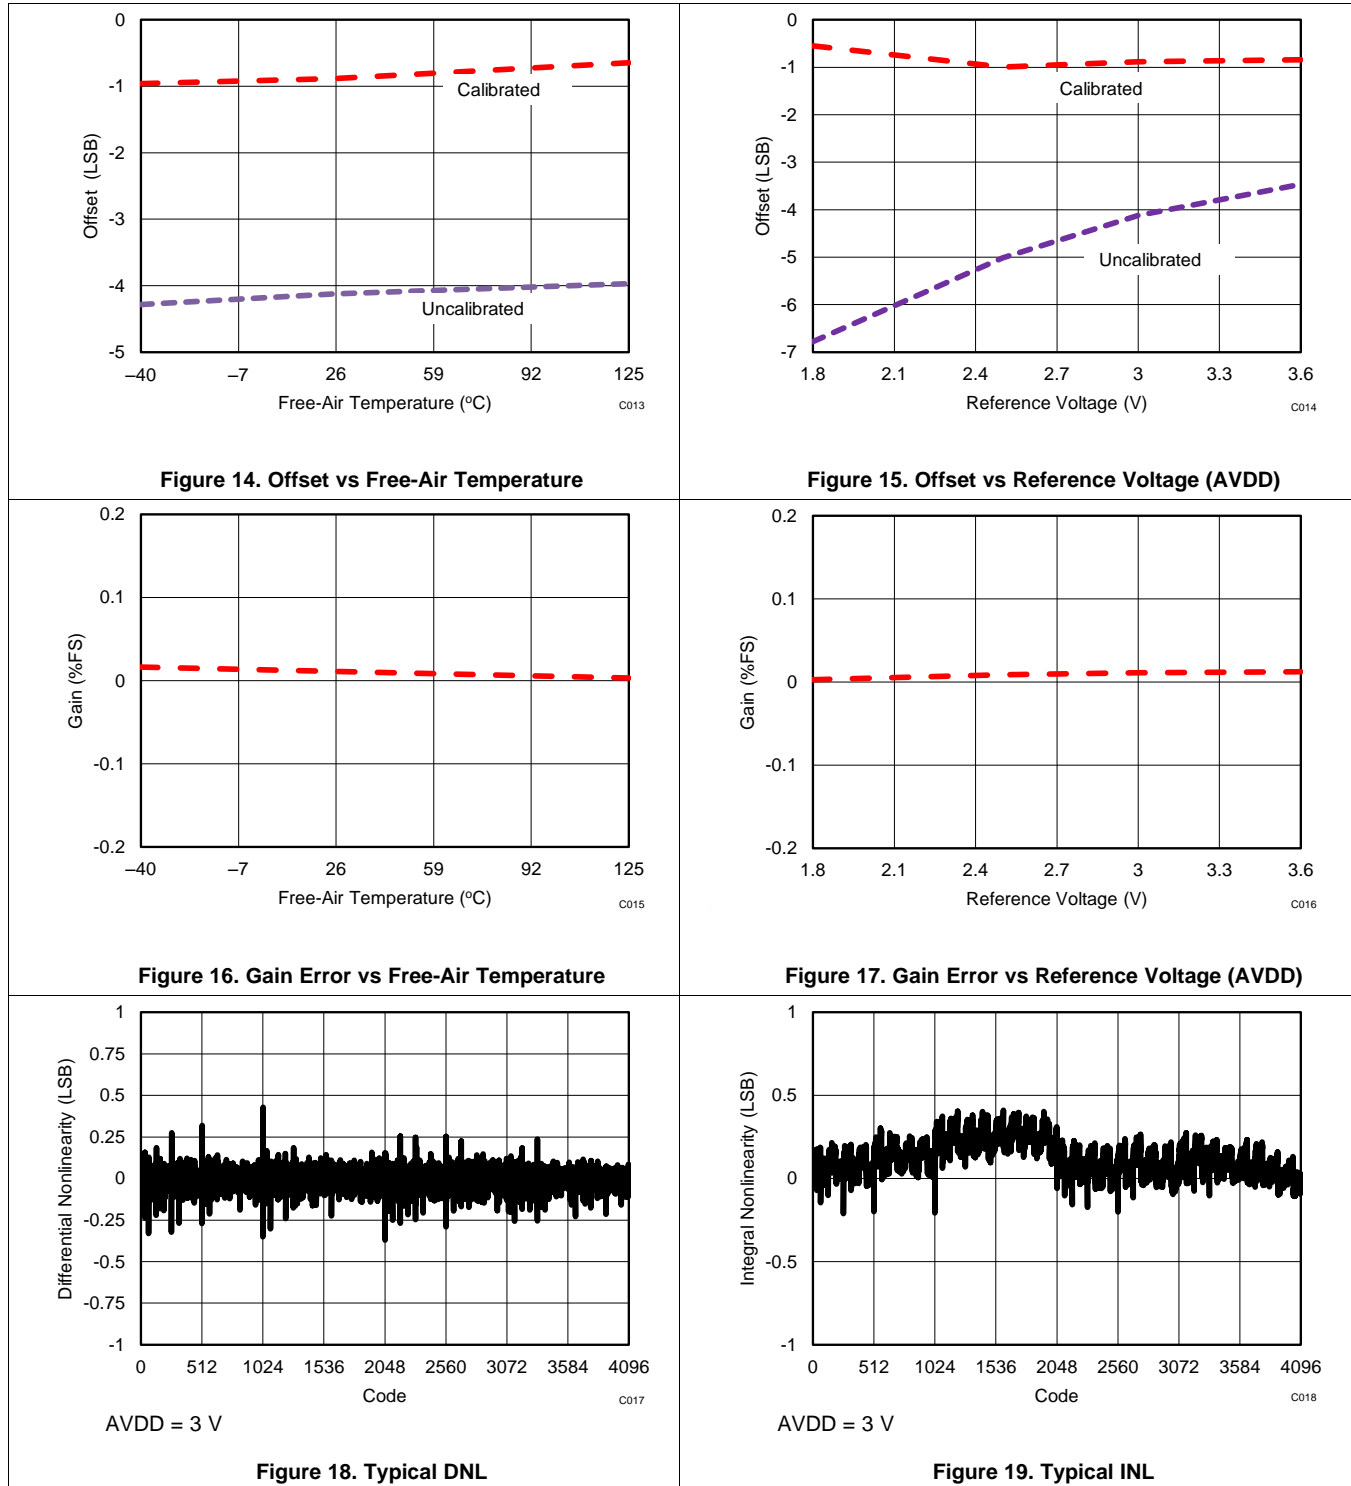 0
-1
-2
-3
-4
-5
Offset (LSB)
Calibrated
Uncalibrated
–40 –7 26 59 92 125
Free-Air Temperature (ºC)
C013
Figure 14. Offset vs Free-Air Temperature
0
-1
-2
-3
-4
-5
-6
-7
Offset (LSB)
Calibrated
Uncalibrated
1.8 2.1 2.4 2.7 3 3.3 3.6
Reference Voltage (V)
C014
Figure 15. Offset vs Reference Voltage (AVDD)
0.2
0.1
0
-0.1
-0.2
Gain (%FS)
–40 –7 26 59 92 125
Free-Air Temperature (ºC)
C015
Figure 16. Gain Error vs Free-Air Temperature
0.2
0.1
0
-0.1
-0.2
Gain (%FS)
1.8 2.1 2.4 2.7 3 3.3 3.6
Reference Voltage (V)
C016
Figure 17. Gain Error vs Reference Voltage (AVDD)
1
0.75
0.5
0.25
0
-0.25
-0.5
-0.75
-1
Differential Nonlinearity (LSB)
0 512 1024 1536 2048 2560 3072 3584 4096
Code
C017
AVDD = 3 V
Figure 18. Typical DNL
1
0.5
0
-0.5
-1
Integral Nonlinearity (LSB)
0 512 1024 1536 2048 2560 3072 3584 4096
Code
C018
AVDD = 3 V
Figure 19. Typical INL